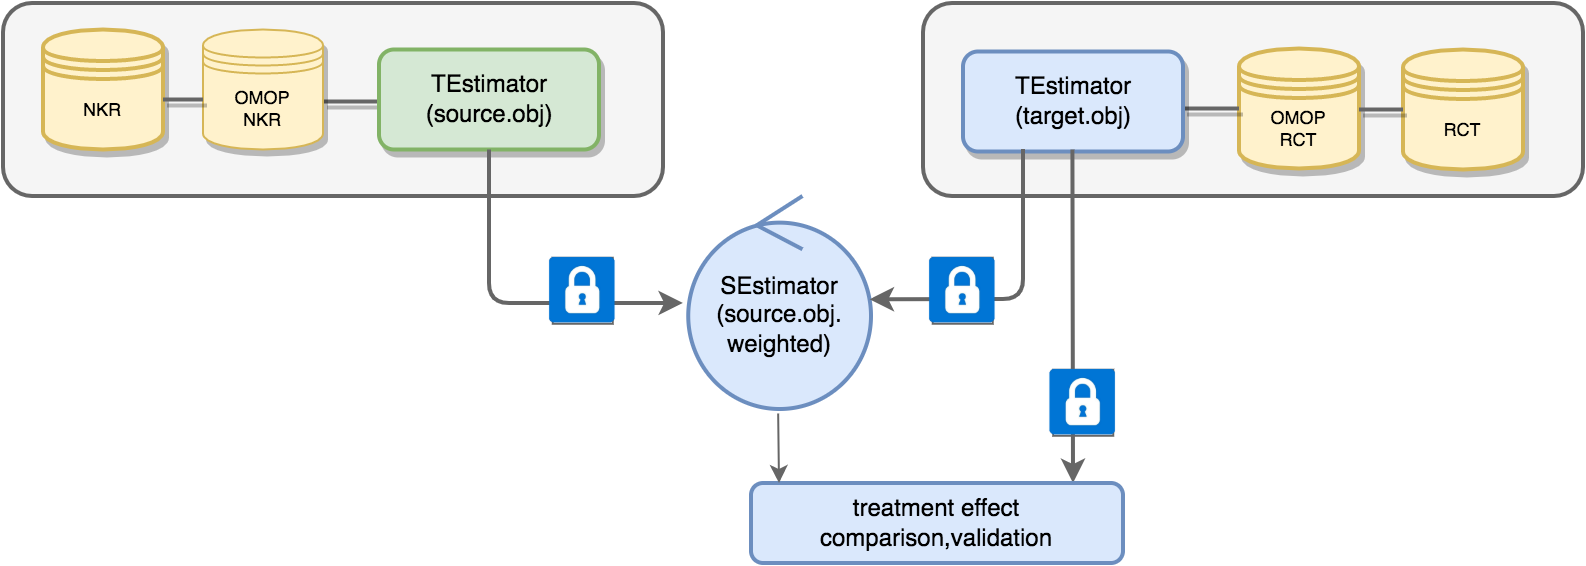 NKR
OMOP
NKR
TEstimator
(source.obj)
TEstimator
(target.obj)
OMOP
RCT
RCT
SEstimator
(source.obj.
weighted)
treatment effect
comparison,validation